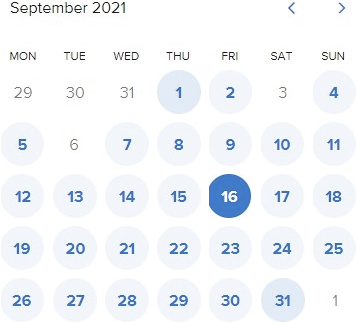 September 2021
MON TUE WED THU FRI SAT SUN
29 30 31 1 2 3 4
5 6 7 8 9 10 11
12 13 14 15 16 17 18
19 20 21 22 23 24 25
26 27 28 29 30 31 1